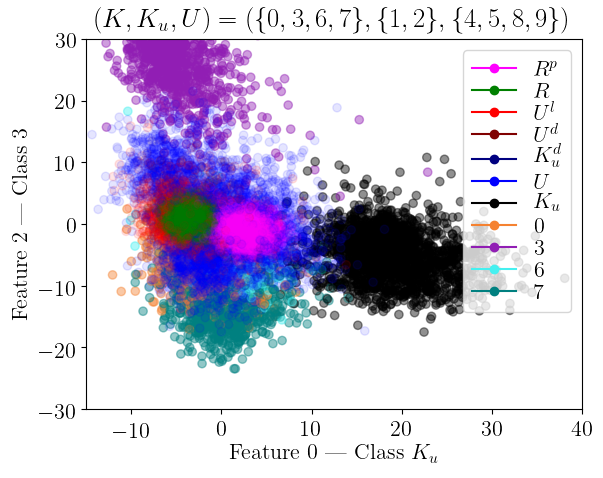 (K, K_u, U) = ({0, 3, 6, 7}, {1, 2}, {4, 5, 8, 9})
30
20
10
0
−10
−20
−30
Feature 2 — Class 3
R^p
R
U^l
U^d
K_u^d
U
K_u
0
3
6
7
−10 0 10 20 30 40
Feature 0 — Class K_u